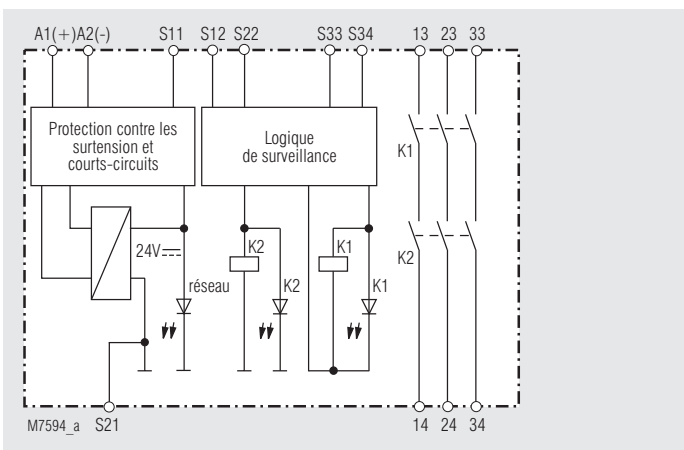 A1(+) A2(-) S11 S12 S22 S33 S34 13 23 33
Protection contre les
surtension et
courts-circuits
Logique
de surveillance
K1
K2
24V
K2
K1
réseau
K2
K1
M7594_a S21 14 24 34